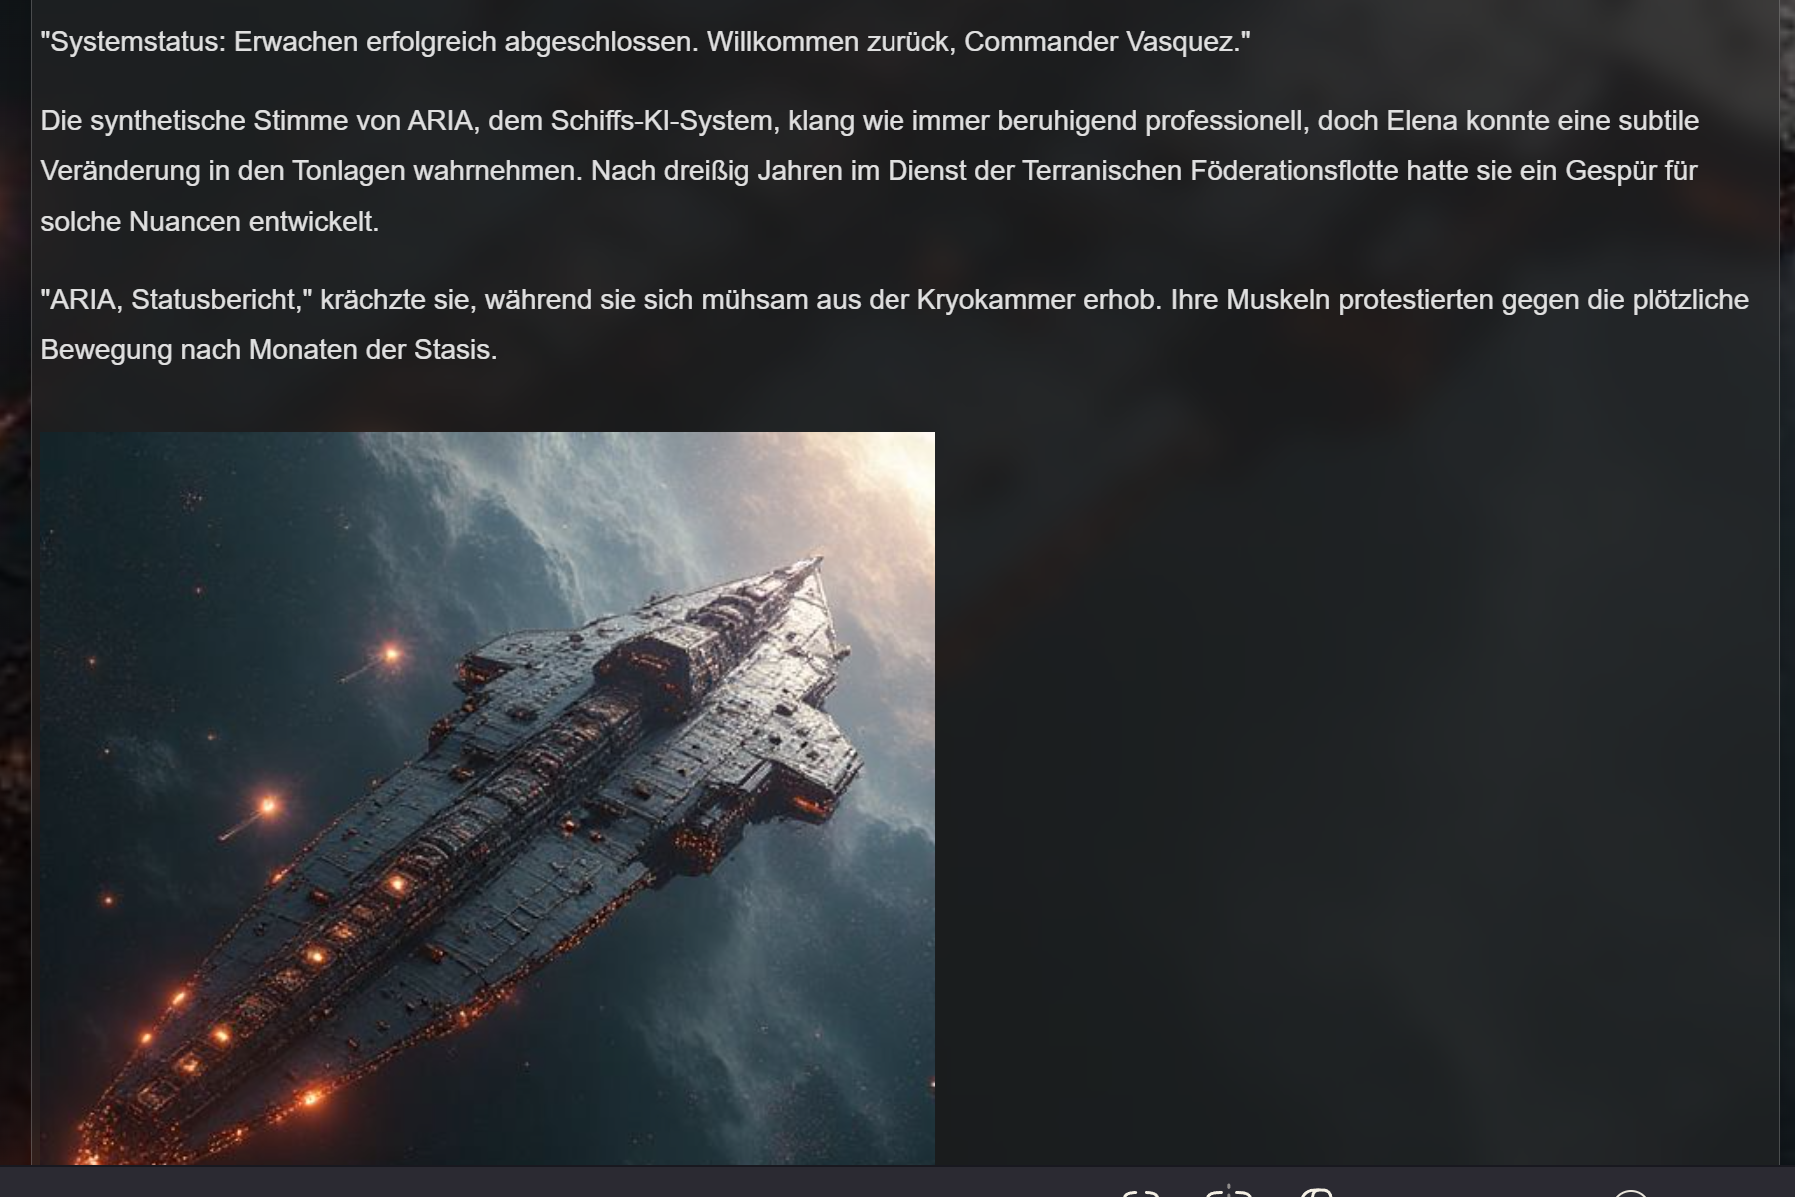 "Systemstatus: Erwachen erfolgreich abgeschlossen. Willkommen zurück, Commander Vasquez."
Die synthetische Stimme von ARIA, dem Schiffs-KI-System, klang wie immer beruhigend professionell, doch Elena konnte eine subtile
Veränderung in den Tonlagen wahrnehmen. Nach dreißig Jahren im Dienst der Terranischen Föderationsflotte hatte sie ein Gespür für
solche Nuancen entwickelt.
"ARIA, Statusbericht," krächzte sie, während sie sich mühsam aus der Kryokammer erhob. Ihre Muskeln protestierten gegen die plötzliche
Bewegung nach Monaten der Stasis.